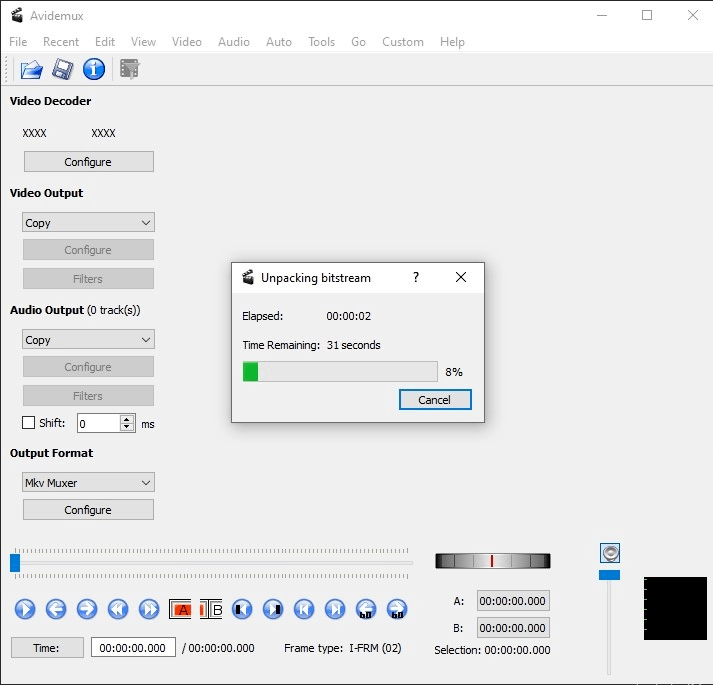 Avidemux
File Recent Edit View Video Audio Auto Tools Go Custom Help
Video Decoder
XXXX XXXX
Configure
Video Output
Copy
Configure
Filters
Audio Output (0 track(s))
Copy
Configure
Filters
Shift: 0 ms
Output Format
Mkv Muxer
Configure
Unpacking bitstream ?
Elapsed: 00:00:02
Time Remaining: 31 seconds
8%
Cancel
A B 60 60
Time: 00:00:00.000 / 00:00:00.000 Frame type: I-FRM (02)
A: 00:00:00.000
B: 00:00:00.000
Selection: 00:00:00.000